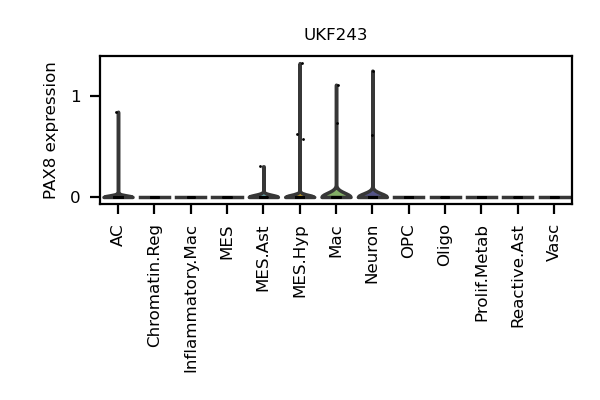 UKF243
PAX8 expression
1
0
AC
Chromatin.Reg
Inflammatory.Mac
MES
MES.Ast
MES.Hyp
Mac
Neuron
OPC
Oligo
Prolif.Metab
Reactive.Ast
Vasc